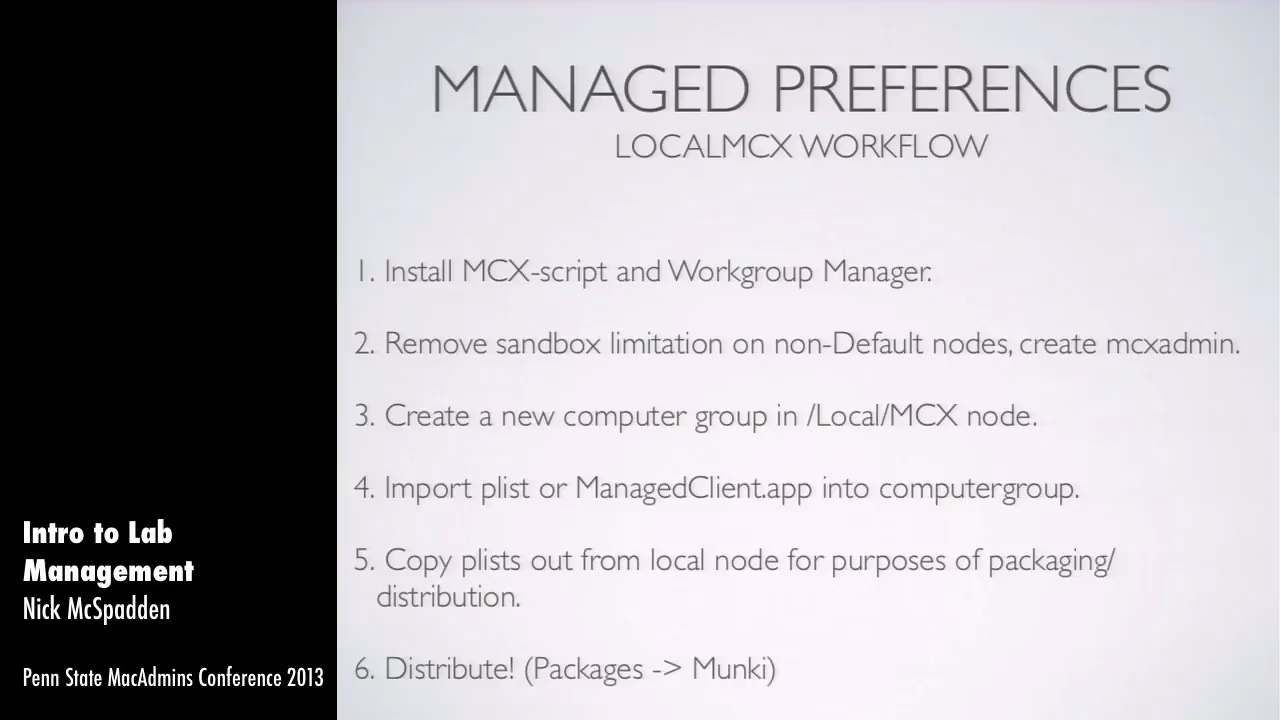 MANAGED PREFERENCES
LOCALMCX WORKFLOW
1. Install MCX-script and Workgroup Manager.
2. Remove sandbox limitation on non-Default nodes, create mcxadmin.
3. Create a new computer group in /Local/MCX node.
4. Import plist or ManagedClient.app into computergroup.
5. Copy plists out from local node for purposes of packaging/
distribution.
6. Distribute! (Packages -> Munki)
Intro to Lab
Management
Nick McSpadden
Penn State MacAdmins Conference 2013